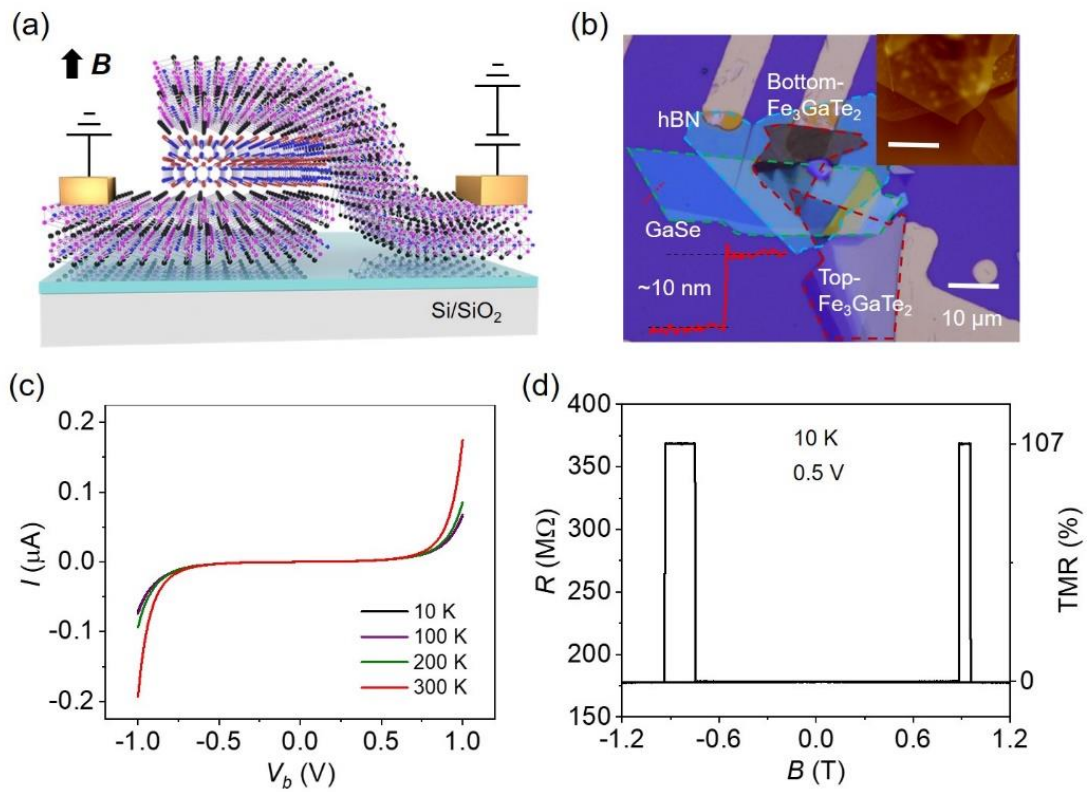 (a)
B
Si/SiO₂
(b)
Bottom-
Fe₃GaTe₂
hBN
GaSe
~10 nm
Top-
Fe₃GaTe₂
10 μm
(c)
0.2
0.1
0.0
-0.1
-0.2
I (μA)
10 K
100 K
200 K
300 K
-1.0 -0.5 0.0 0.5 1.0
V_b (V)
(d)
400
350
300
250
200
150
R (MΩ)
10 K
0.5 V
107
0
TMR (%)
-1.2 -0.6 0.0 0.6 1.2
B (T)